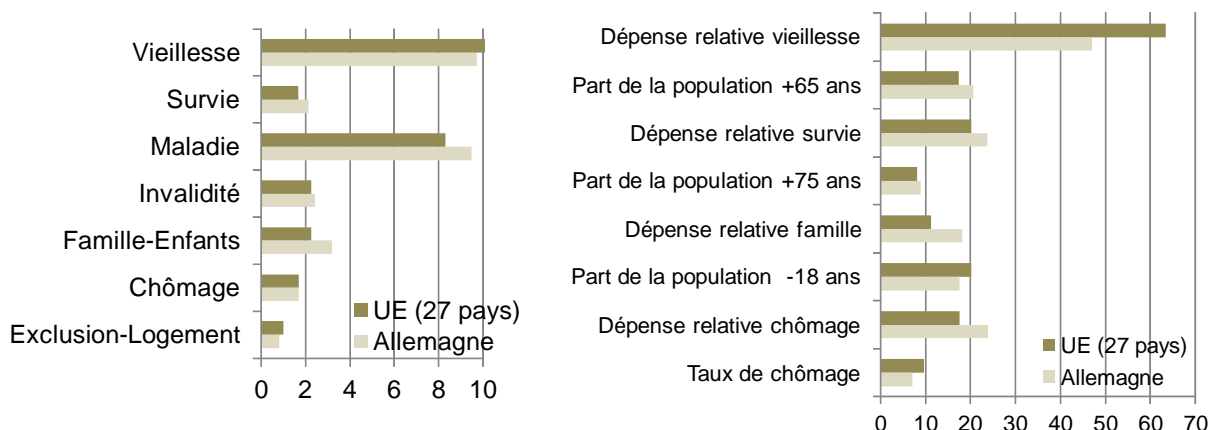 Vieillesse
Survie
Maladie
Invalidité
Famille-Enfants
Chômage
Exclusion-Logement
UE (27 pays)
Allemagne
0 2 4 6 8 10
Dépense relative vieillesse
Part de la population +65 ans
Dépense relative survie
Part de la population +75 ans
Dépense relative famille
Part de la population -18 ans
Dépense relative chômage
Taux de chômage
UE (27 pays)
Allemagne
0 10 20 30 40 50 60 70